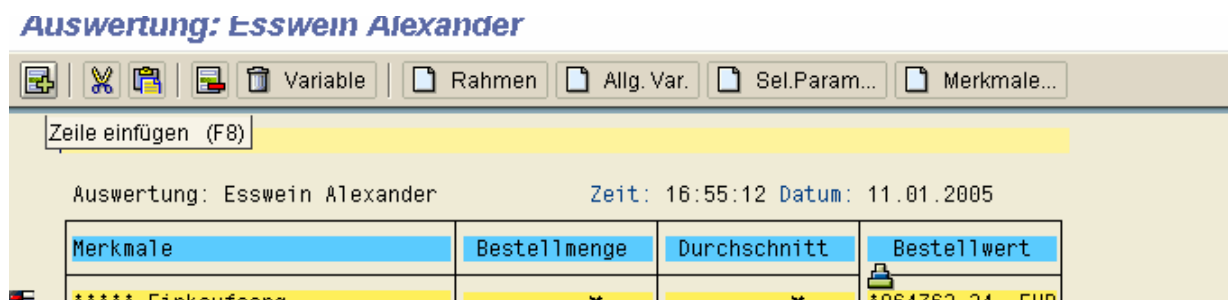 Auswertung: Esswein Alexander
Variable Rahmen Allg. Var. Sel.Param... Merkmale...
Zeile einfügen (F8)
Auswertung: Esswein Alexander Zeit: 16:55:12 Datum: 11.01.2005
Merkmale Bestellmenge Durchschnitt Bestellwert